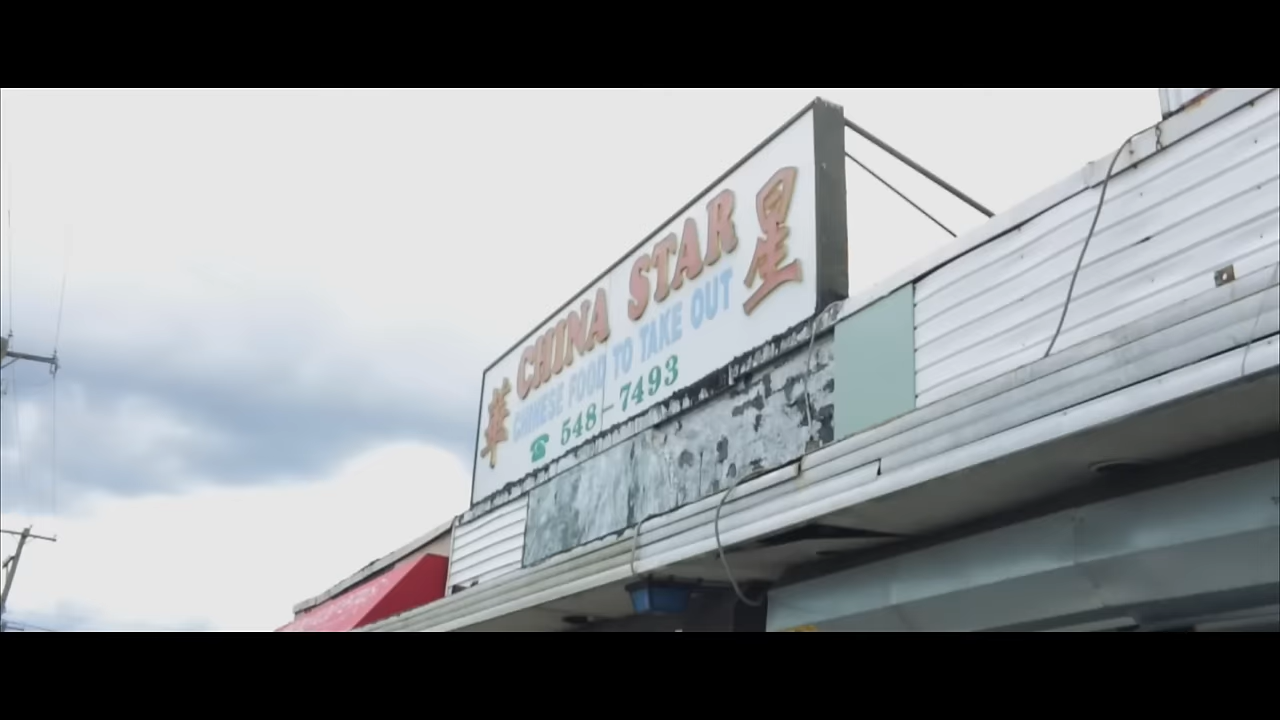 華 CHINA STAR 星
CHINESE FOOD TO TAKE OUT
☎ 548-7493